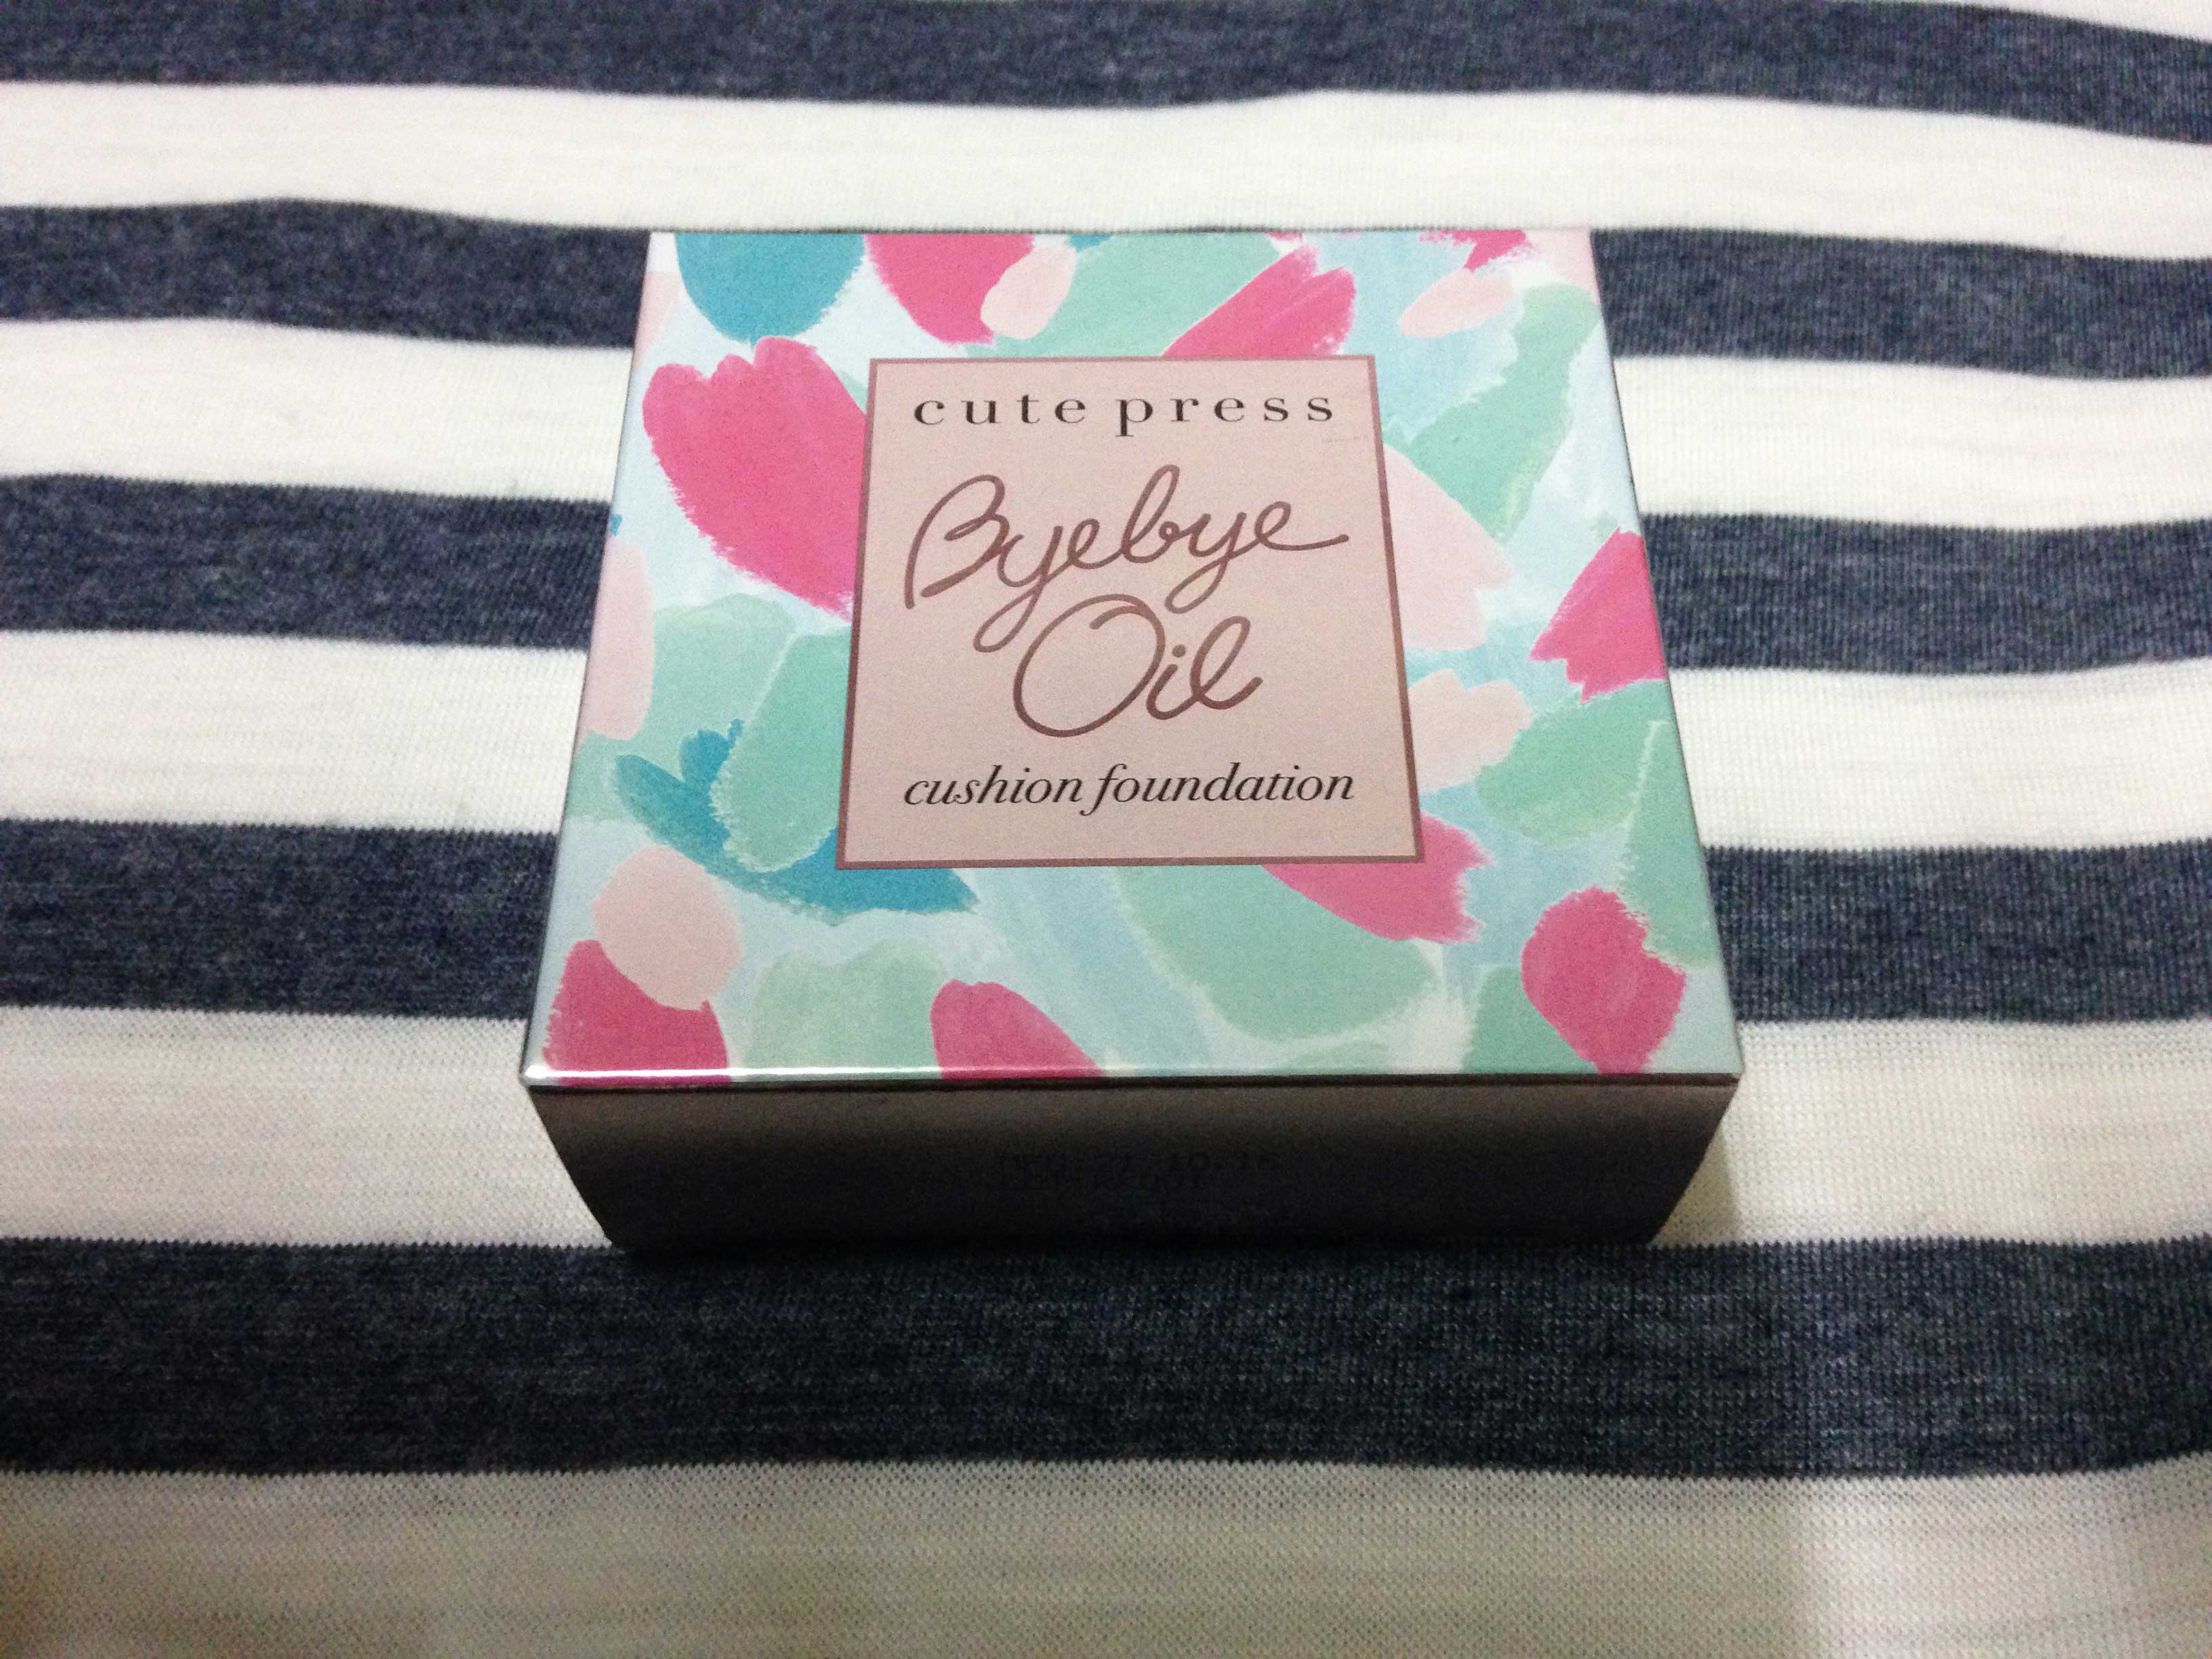 cute press
Byebye
Oil
cushion foundation